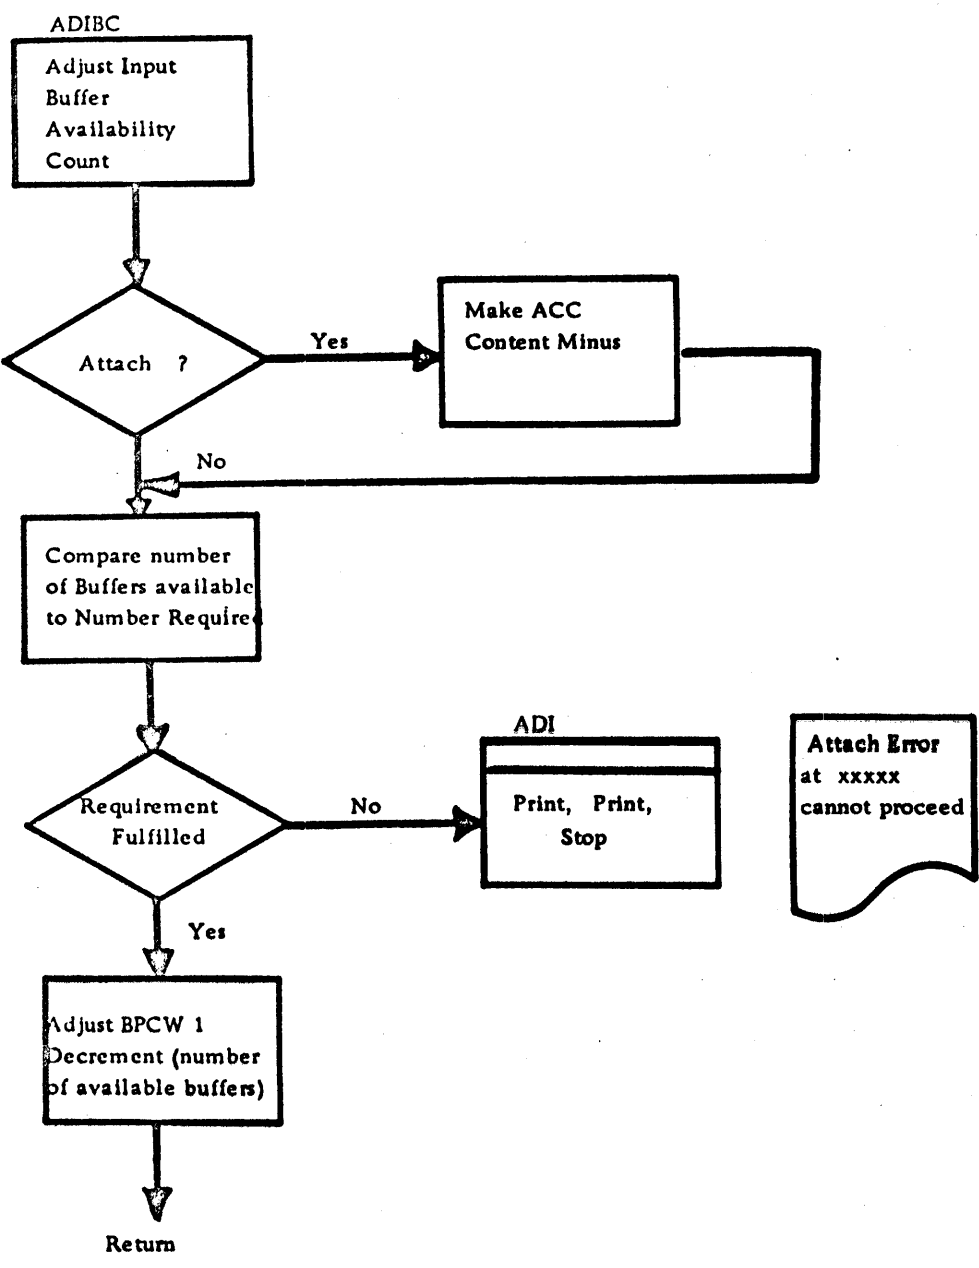 ADIBC
Adjust Input
Buffer
Availability
Count
Attach ?
Yes
Make ACC
Content Minus
No
Compare number
of Buffers available
to Number Required
Requirement
Fulfilled
No
ADI
Print, Print,
Stop
Attach Error
at xxxxx
cannot proceed
Yes
Adjust BPCW 1
Decrement (number
of available buffers)
Return